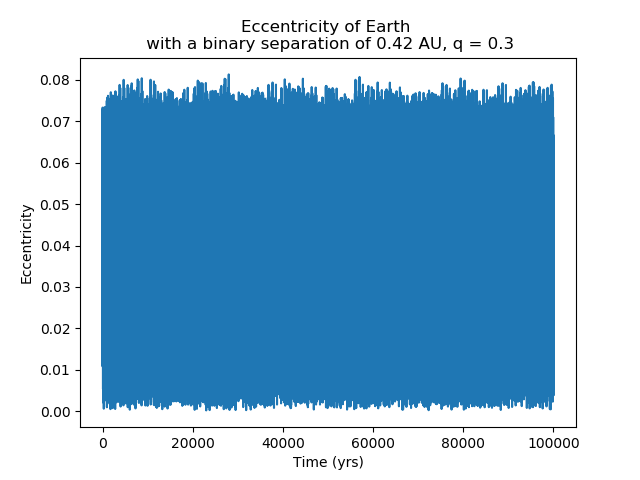 Eccentricity of Earth
with a binary separation of 0.42 AU, q = 0.3
0.08
0.07
0.06
0.05
0.04
0.03
0.02
0.01
0.00
Eccentricity
0 20000 40000 60000 80000 100000
Time (yrs)